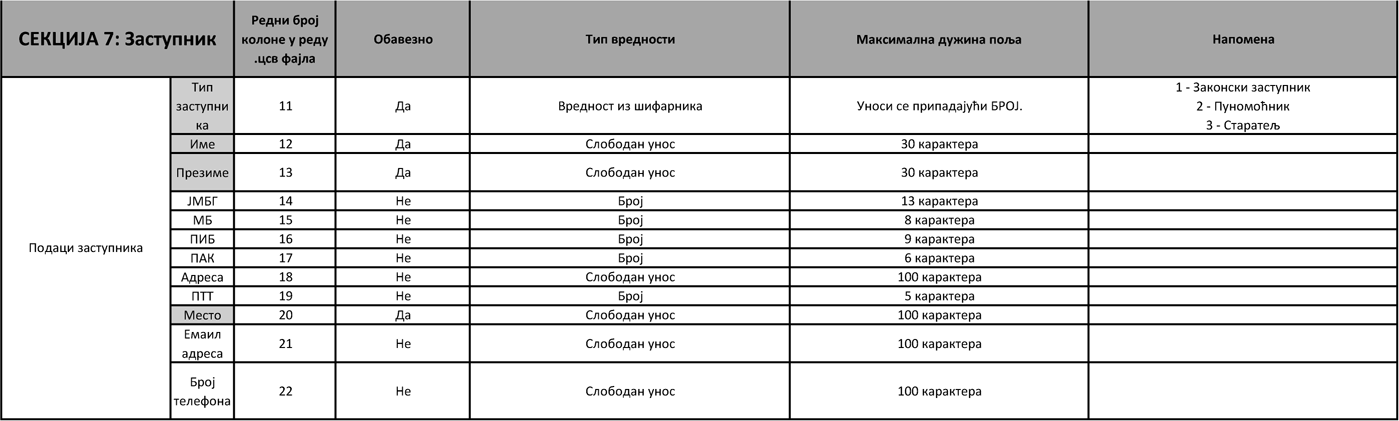 СЕКЦИЈА 7: Заступник Редни број колоне у реду .цсв фајла Обавезно Тип вредности Максимална дужина поља Напомена
Подаци заступника
Тип заступни ка 11 Да Вредност из шифарника Уноси се припадајући БРОЈ. 1 - Законски заступник
2 - Пуномоћник
3 - Старатељ
Име 12 Да Слободан унос 30 карактера
Презиме 13 Да Слободан унос 30 карактера
ЈМБГ 14 Не Број 13 карактера
МБ 15 Не Број 8 карактера
ПИБ 16 Не Број 9 карактера
ПАК 17 Не Број 6 карактера
Адреса 18 Не Слободан унос 100 карактера
ПТТ 19 Не Број 5 карактера
Место 20 Да Слободан унос 100 карактера
Емаил адреса 21 Не Слободан унос 100 карактера
Број телефона 22 Не Слободан унос 100 карактера